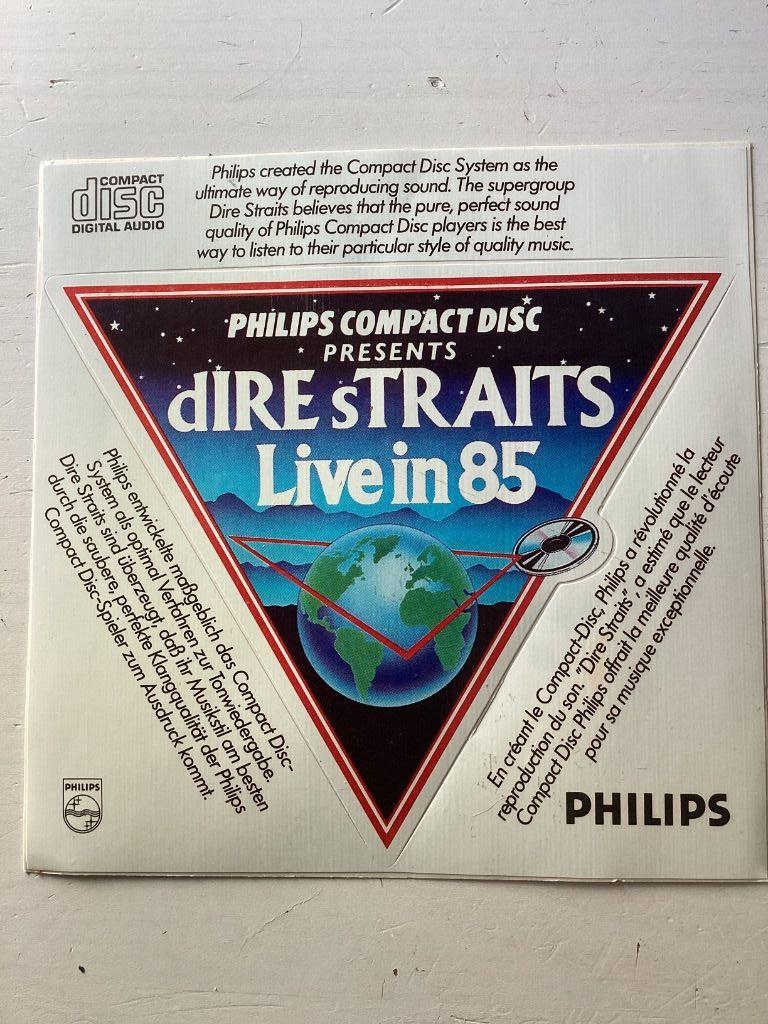 COMPACT
disc
DIGITAL AUDIO
Philips created the Compact Disc System as the
ultimate way of reproducing sound. The supergroup
Dire Straits believes that the pure, perfect sound
quality of Philips Compact Disc players is the best
way to listen to their particular style of quality music.
PHILIPS COMPACT DISC
PRESENTS
dIRE sTRAITS
Live in 85
Philips entwickelte maßgeblich das Compact Disc-
System als optimal Verfahren zur Tonwiedergabe.
Dire Straits sind überzeugt, daß ihr Musikstil am besten
durch die saubere, perfekte Klangqualität der Philips
Compact Disc-Spieler zum Ausdruck kommt.
En créant le Compact-Disc, Philips a révolutionné la
reproduction du son. "Dire Straits", a estimé que le lecteur
Compact Disc Philips offrait la meilleure qualité d'écoute
pour sa musique exceptionnelle.
PHILIPS
PHILIPS